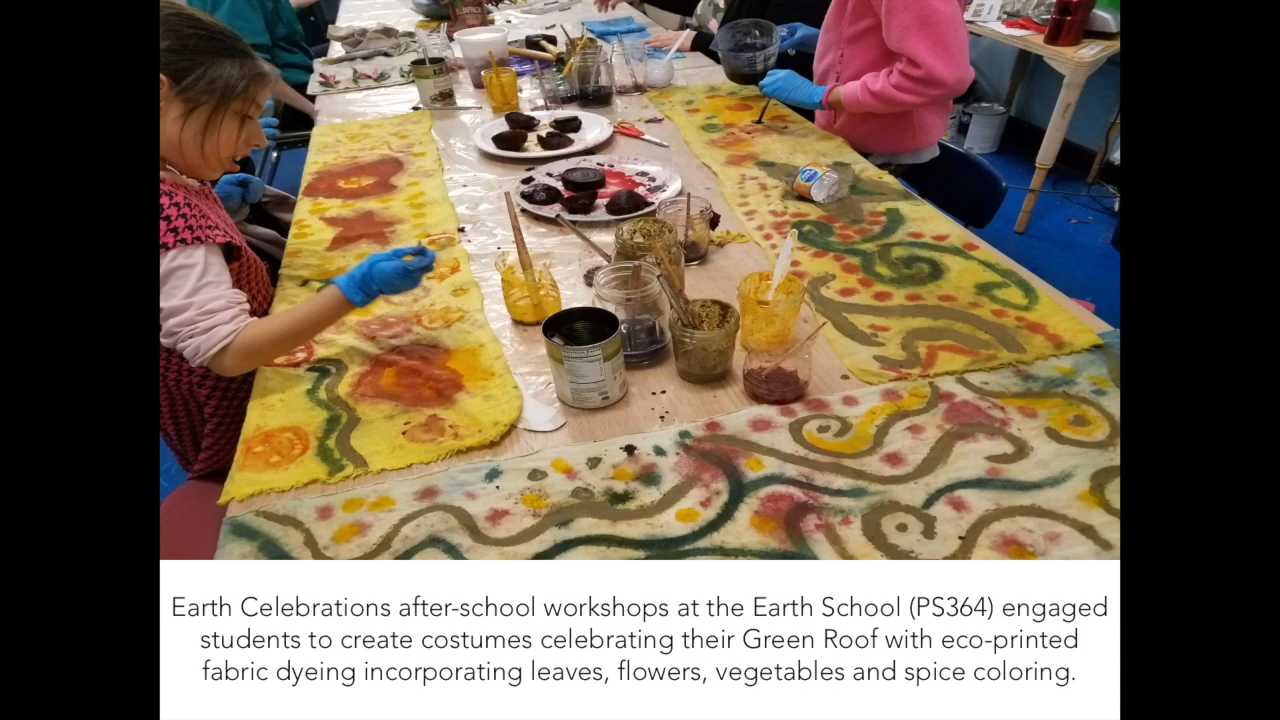 Earth Celebrations after-school workshops at the Earth School (PS364) engaged
students to create costumes celebrating their Green Roof with eco-printed
fabric dyeing incorporating leaves, flowers, vegetables and spice coloring.